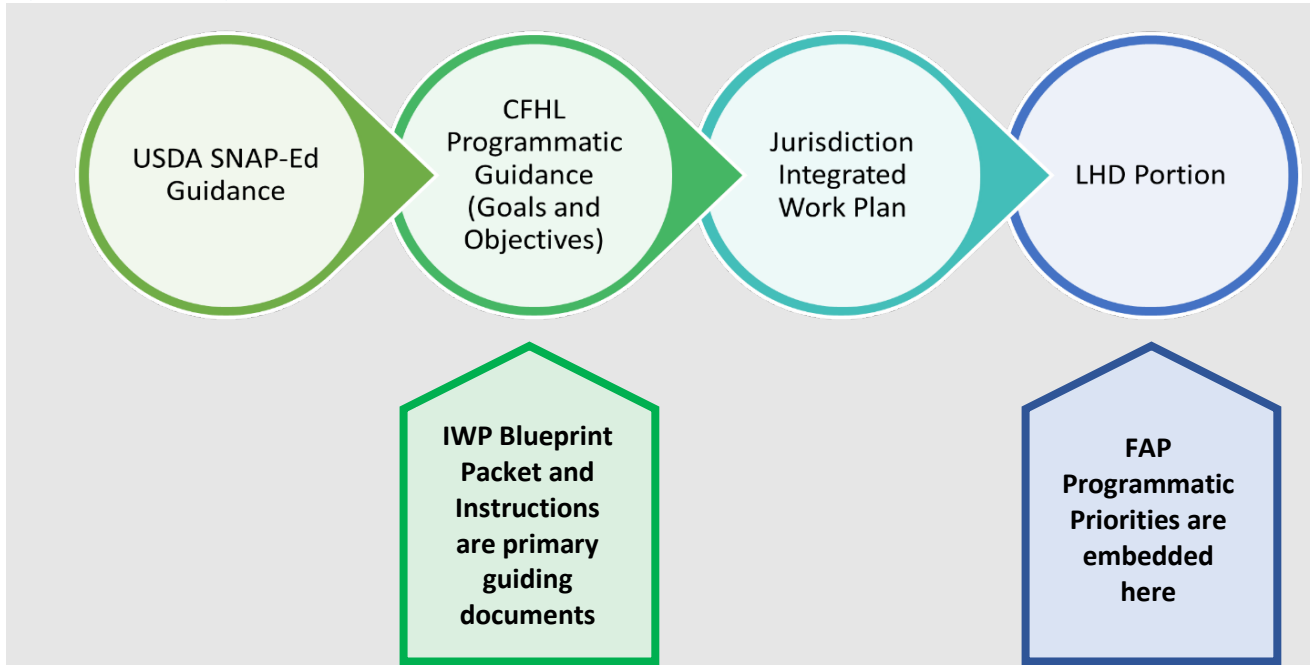 USDA SNAP-Ed
Guidance
CFHL
Programmatic
Guidance
(Goals and
Objectives)
Jurisdiction
Integrated
Work Plan
LHD Portion
IWP Blueprint
Packet and
Instructions
are primary
guiding
documents
FAP
Programmatic
Priorities are
embedded
here